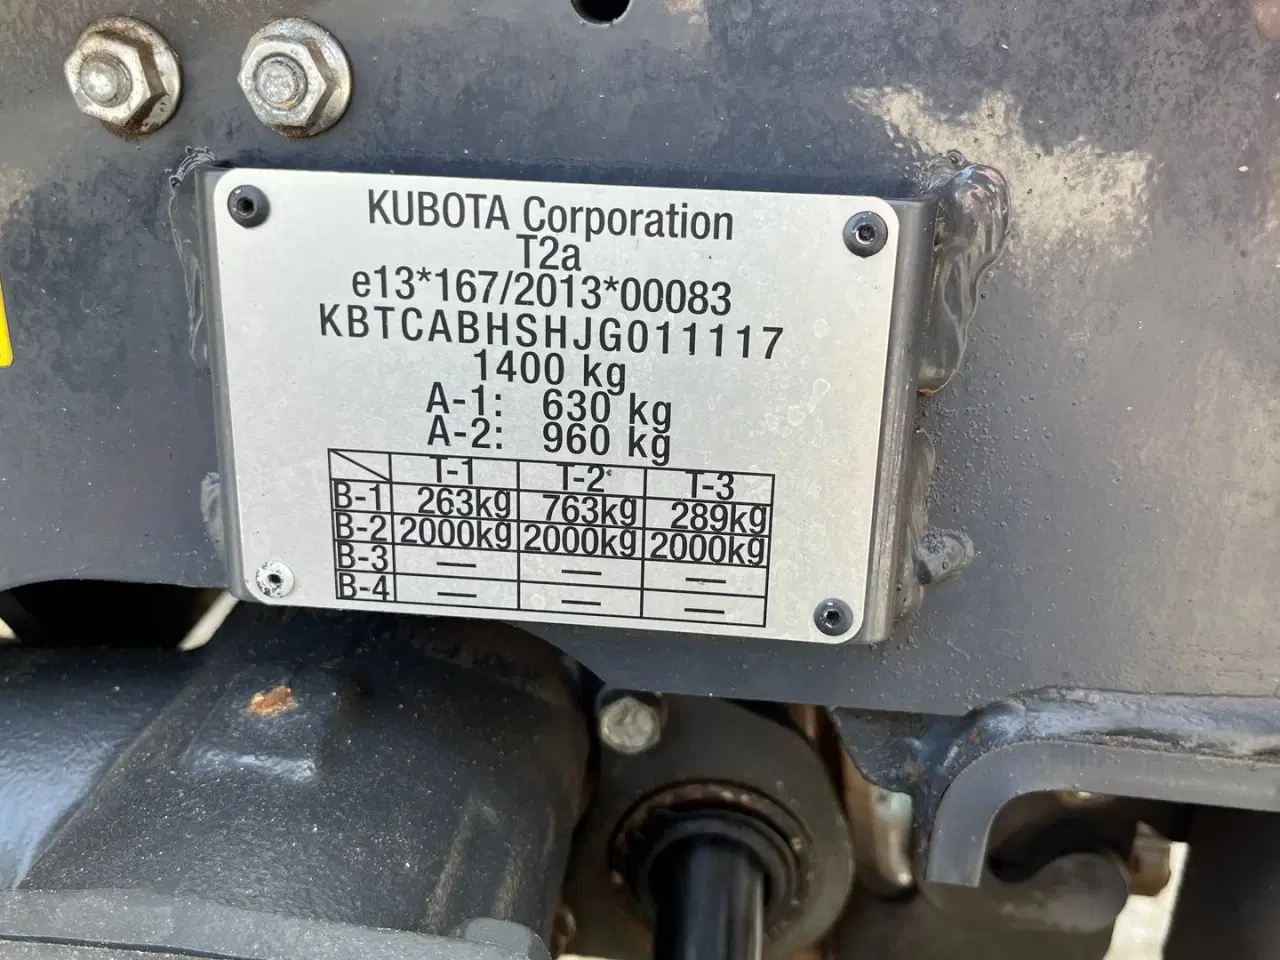 KUBOTA Corporation
T2a
e13*167/2013*00083
KBTCABHSHJG011117
1400 kg
A-1: 630 kg
A-2: 960 kg
T-1 T-2 T-3
B-1 263kg 763kg 289kg
B-2 2000kg 2000kg 2000kg
B-3 — — —
B-4 — — —